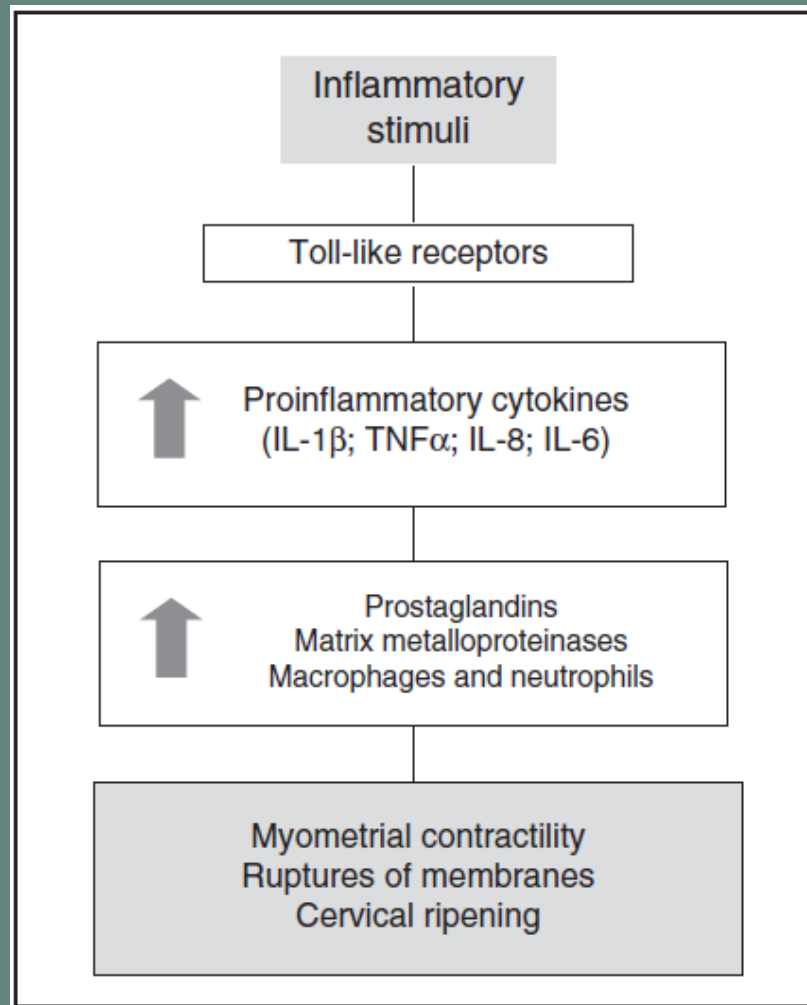 Inflammatory
stimuli
Toll-like receptors
Proinflammatory cytokines
(IL-1β; TNFα; IL-8; IL-6)
Prostaglandins
Matrix metalloproteinases
Macrophages and neutrophils
Myometrial contractility
Ruptures of membranes
Cervical ripening